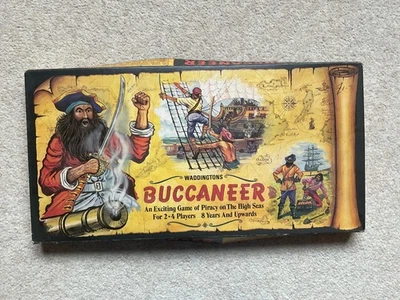 WADDINGTONS
BUCCANEER
An Exciting Game of Piracy on The High Seas
For 2-4 Players 8 Years And Upwards